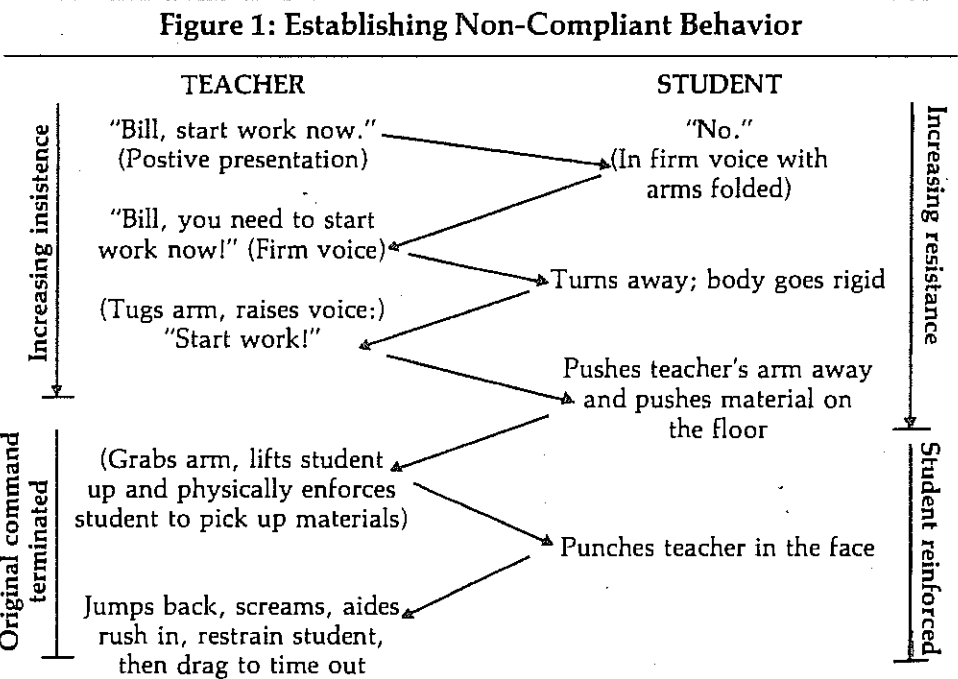 Figure 1: Establishing Non-Compliant Behavior
TEACHER
STUDENT
"Bill, start work now."
(Postive presentation)
"No."
(In firm voice with
arms folded)
"Bill, you need to start
work now!" (Firm voice)
Turns away; body goes rigid
(Tugs arm, raises voice:)
"Start work!"
Pushes teacher's arm away
and pushes material on
the floor
(Grabs arm, lifts student
up and physically enforces
student to pick up materials)
Punches teacher in the face
Jumps back, screams, aides
rush in, restrain student,
then drag to time out
Increasing insistence
Original command
terminated
Increasing resistance
Student reinforced